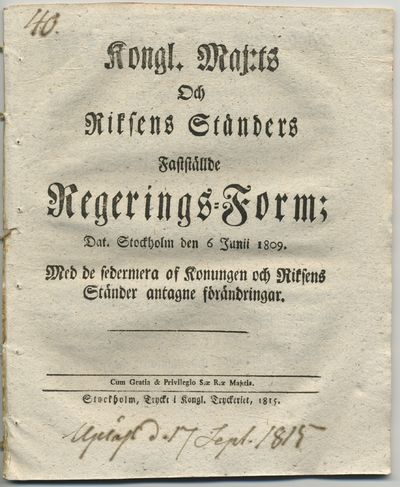 40.
Kongl. Maj:ts
Och
Riksens Ständers
Fastställde
Regerings-Form;
Dat. Stockholm den 6 Junii 1809.
Med de sedermera af Konungen och Riksens
Ständer antagne förändringar.
Cum Gratia & Privilegio S:æ R:æ Maj:tis.
Stockholm, Tryckt i Kongl. Tryckeriet, 1815.
Upläst d. 17 Sept. 1815